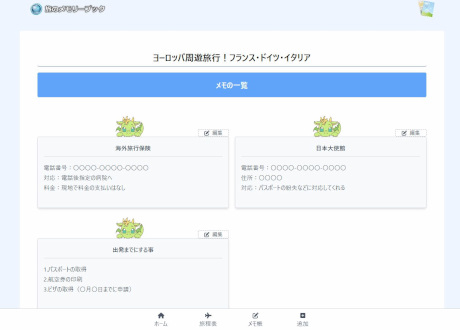 旅のメモリーブック
ヨーロッパ周遊旅行！フランス・ドイツ・イタリア
メモの一覧
編集
編集
海外旅行保険
電話番号：〇〇〇〇-〇〇〇〇-〇〇〇〇
対応：電話後指定の病院へ
料金：現地で料金の支払いはなし
日本大使館
電話番号：〇〇〇〇-〇〇〇〇-〇〇〇〇
住所：〇〇〇〇
対応：パスポートの紛失などに対応してくれる
編集
出発までにする事
1.パスポートの取得
2.航空券の印刷
3.ビザの取得（〇月〇日までに申請）
ホーム
旅程表
メモ帳
追加